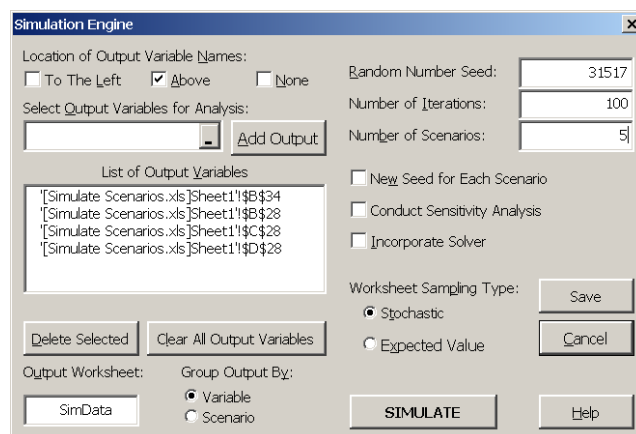 Simulation Engine
Location of Output Variable Names:
To The Left Above None
Select Output Variables for Analysis:
Add Output
List of Output Variables
'[Simulate Scenarios.xls]Sheet1'!$B$34
'[Simulate Scenarios.xls]Sheet1'!$B$28
'[Simulate Scenarios.xls]Sheet1'!$C$28
'[Simulate Scenarios.xls]Sheet1'!$D$28
Delete Selected Clear All Output Variables
Output Worksheet:
SimData
Group Output By:
Variable
Scenario
Random Number Seed: 31517
Number of Iterations: 100
Number of Scenarios: 5
New Seed for Each Scenario
Conduct Sensitivity Analysis
Incorporate Solver
Worksheet Sampling Type:
Stochastic
Expected Value
Save
Cancel
SIMULATE Help